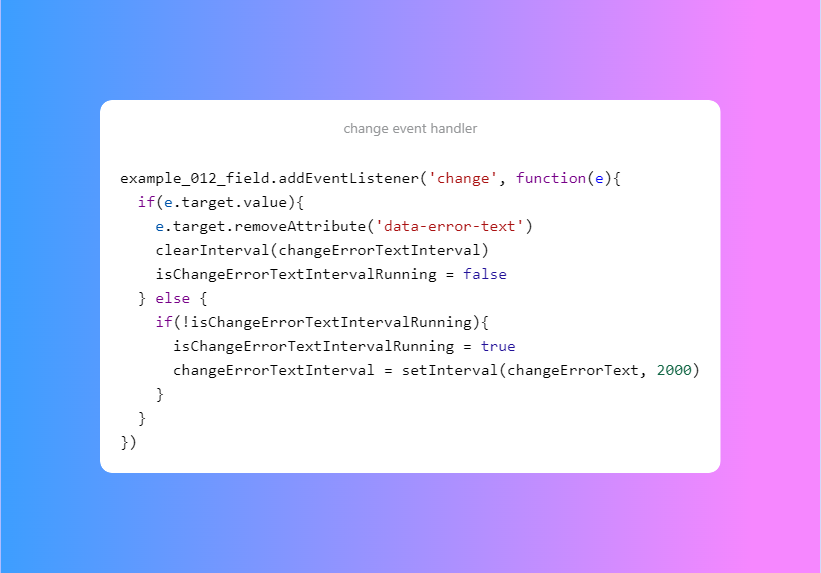 change event handler
example_012_field.addEventListener('change', function(e){
  if(e.target.value){
    e.target.removeAttribute('data-error-text')
    clearInterval(changeErrorTextInterval)
    isChangeErrorTextIntervalRunning = false
  } else {
    if(!isChangeErrorTextIntervalRunning){
      isChangeErrorTextIntervalRunning = true
      changeErrorTextInterval = setInterval(changeErrorText, 2000)
    }
  }
})